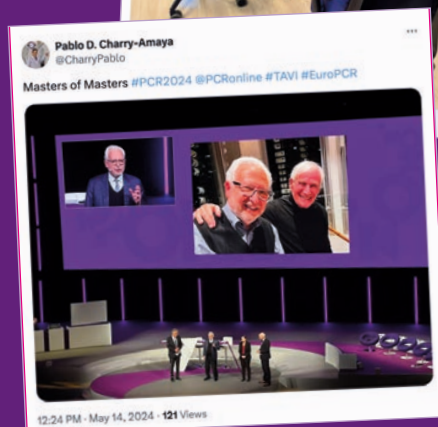 Pablo D. Charry-Amaya
@CharryPablo
Masters of Masters #PCR2024 @PCRonline #TAVI #EuroPCR
12:24 PM · May 14, 2024 · 121 Views